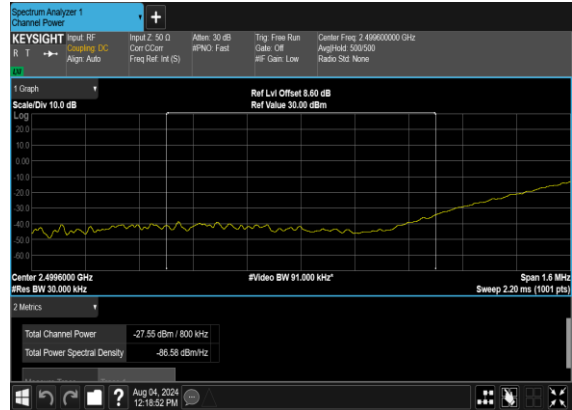 Spectrum Analyzer 1
Channel Power
+
KEYSIGHT Input: RF Input Z: 50 Ω Atten: 30 dB Trig: Free Run Center Freq: 2.499600000 GHz
R T Coupling: DC Corr CCorr #PNO: Fast Gate: Off Avg|Hold: 500/500
Align: Auto Freq Ref: Int (S) #IF Gain: Low Radio Std: None
1 Graph
Ref Lvl Offset 8.60 dB
Scale/Div 10.0 dB Ref Value 30.00 dBm
Log
20.0
10.0
0.00
-10.0
-20.0
-30.0
-40.0
-50.0
-60.0
Center 2.4996000 GHz #Video BW 91.000 kHz* Span 1.6 MHz
#Res BW 30.000 kHz Sweep 2.20 ms (1001 pts)
2 Metrics
Total Channel Power -27.55 dBm / 800 kHz
Total Power Spectral Density -86.58 dBm/Hz
? Aug 04, 2024
12:18:52 PM